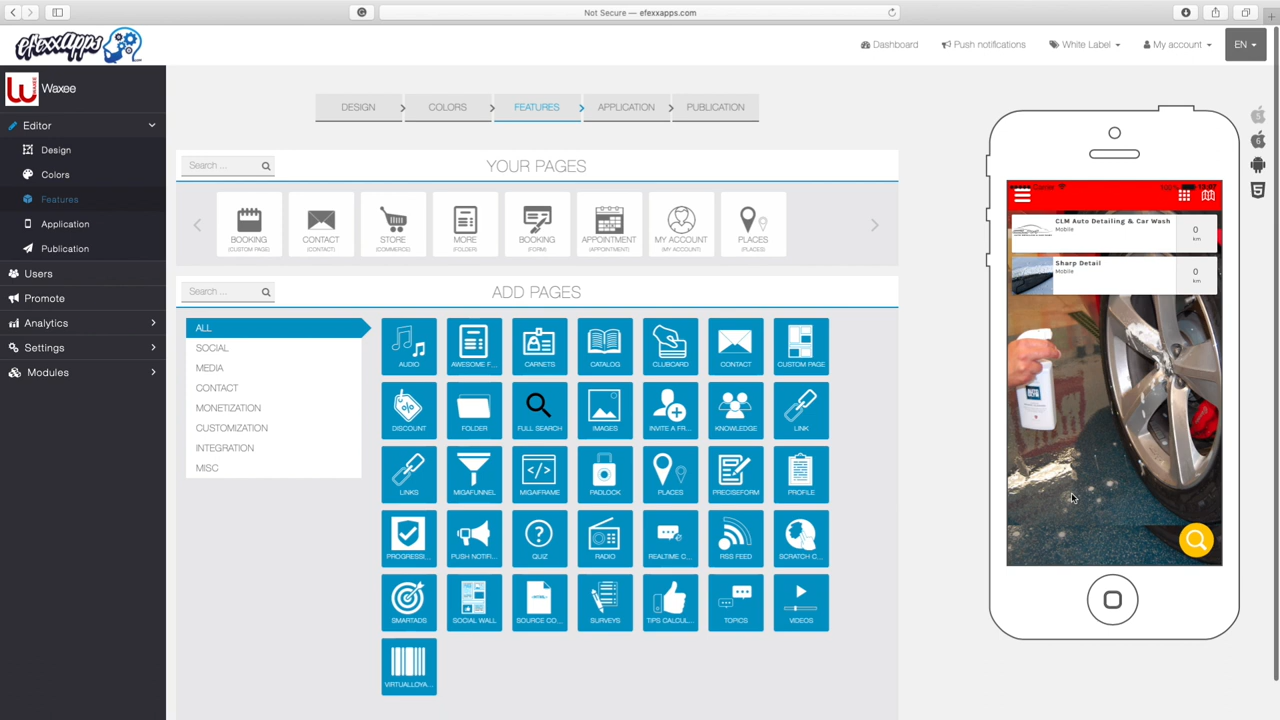 Not Secure — efexxapps.com
efexxapps
Dashboard
Push notifications
White Label
My account
EN
Waxee
Editor
Design
Colors
Features
Application
Publication
Users
Promote
Analytics
Settings
Modules
DESIGN
COLORS
FEATURES
APPLICATION
PUBLICATION
Search ...
YOUR PAGES
BOOKING
(CUSTOM PAGE)
CONTACT
(CONTACT)
STORE
(COMMERCE)
MORE
(FOLDER)
BOOKING
(FORM)
APPOINTMENT
(APPOINTMENT)
MY ACCOUNT
(MY ACCOUNT)
PLACES
(PLACES)
Search ...
ADD PAGES
ALL
SOCIAL
MEDIA
CONTACT
MONETIZATION
CUSTOMIZATION
INTEGRATION
MISC
AUDIO
AWESOME F...
CARNETS
CATALOG
CLUBCARD
CONTACT
CUSTOM PAGE
DISCOUNT
FOLDER
FULL SEARCH
IMAGES
INVITE A FR...
KNOWLEDGE
LINK
LINKS
MIGAFUNNEL
MIGAIFRAME
PADLOCK
PLACES
PRECISEFORM
PROFILE
PROGRESSI...
PUSH NOTIFI...
QUIZ
RADIO
REALTIME C...
RSS FEED
SCRATCH C...
SMARTADS
SOCIAL WALL
SOURCE CO...
SURVEYS
TIPS CALCUL...
TOPICS
VIDEOS
VIRTUALLOYA...
CLM Auto Detailing & Car Wash
Mobile
0
km
Sharp Detail
Mobile
0
km